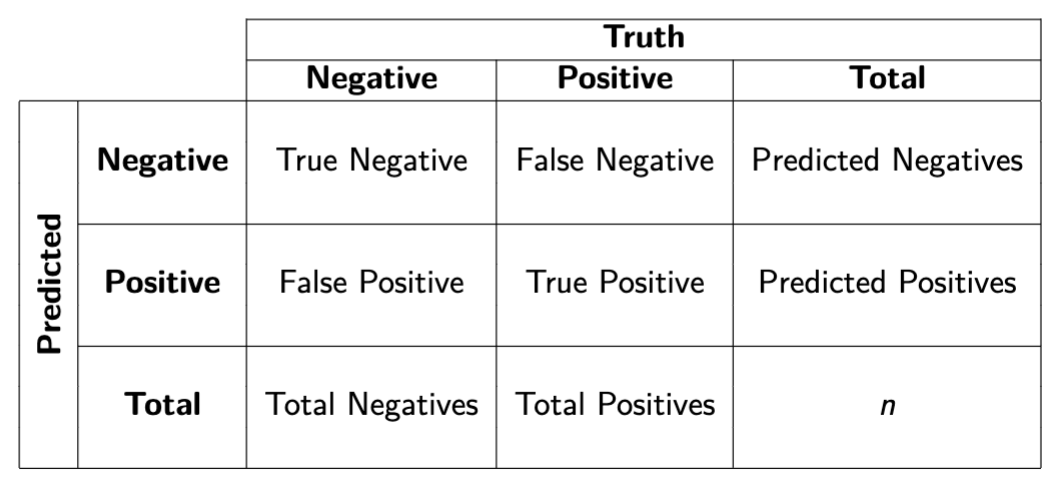 Truth
Negative Positive Total
Predicted
Negative True Negative False Negative Predicted Negatives
Positive False Positive True Positive Predicted Positives
Total Total Negatives Total Positives n